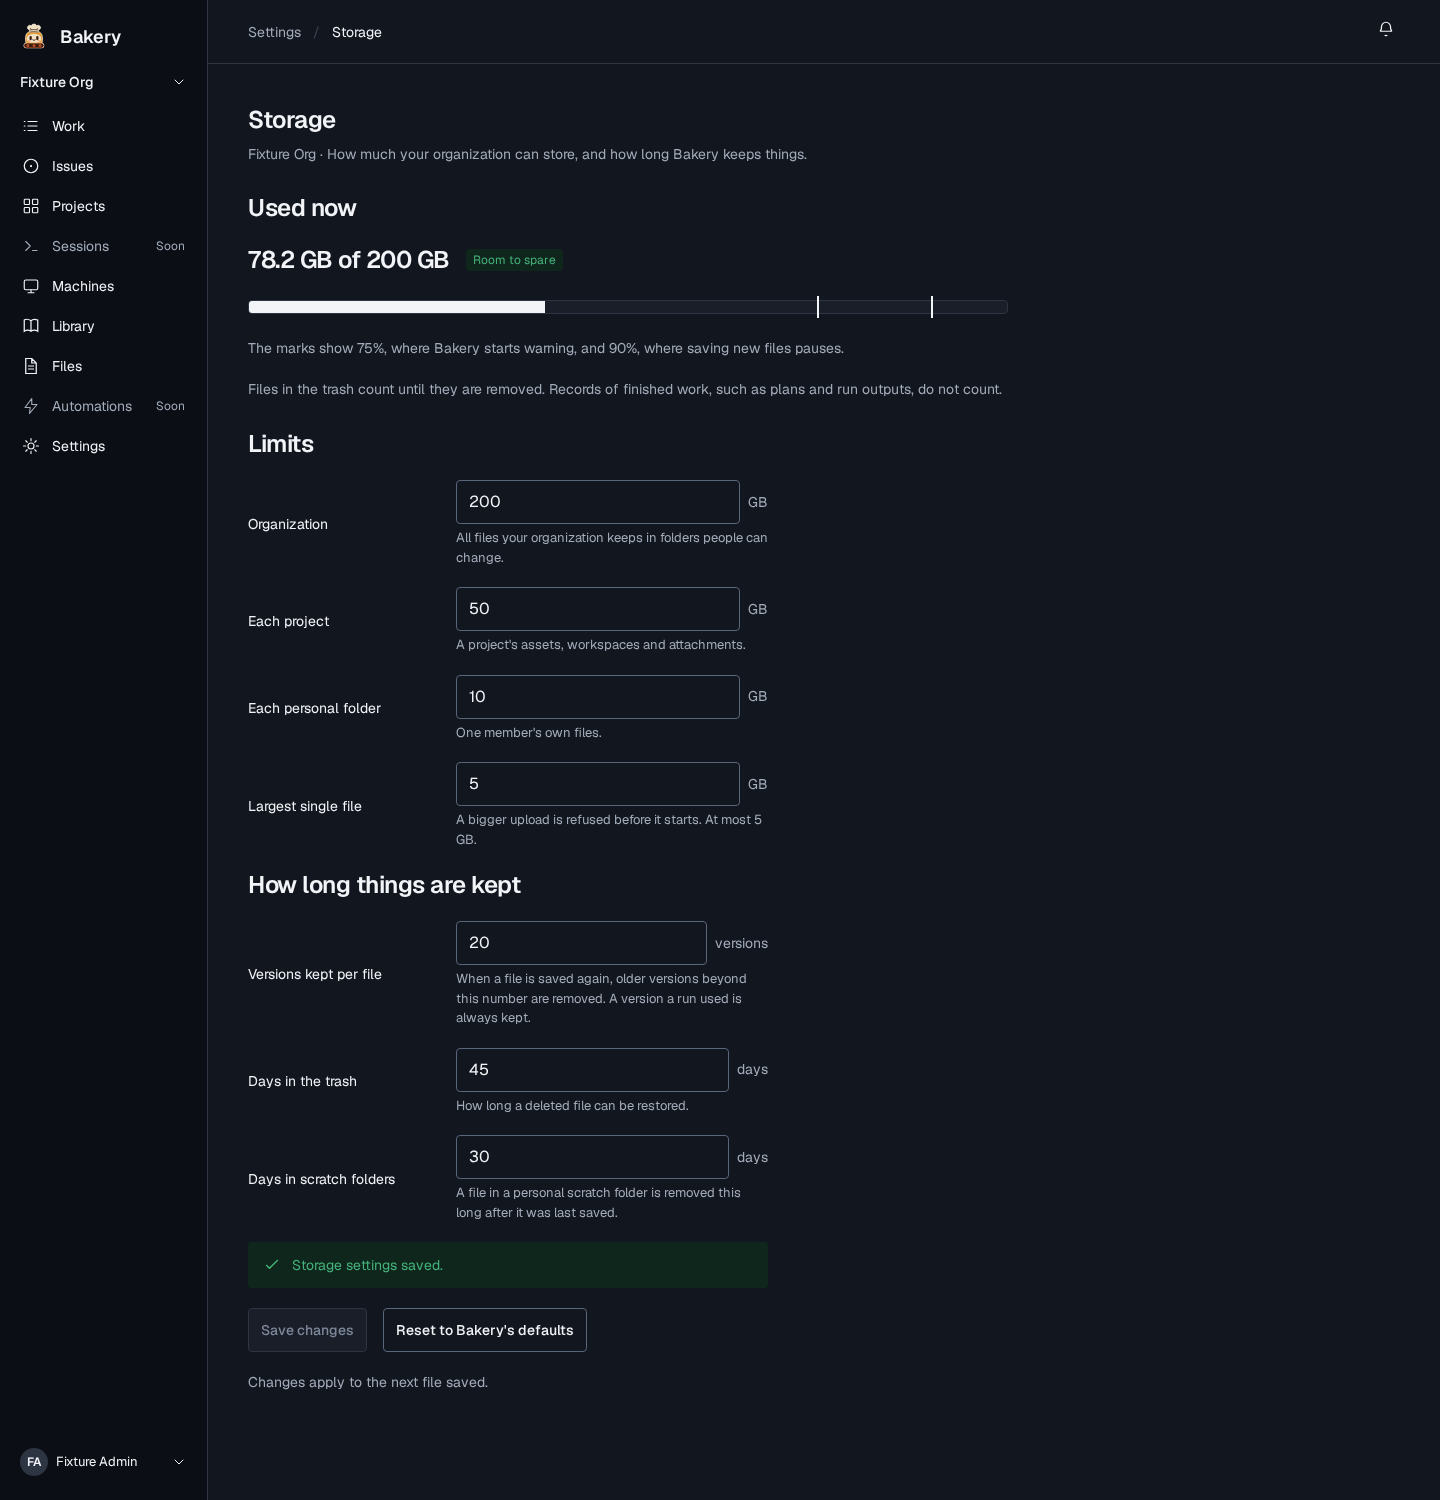 Bakery
Settings / Storage
Fixture Org
Work
Issues
Projects
Sessions Soon
Machines
Library
Files
Automations Soon
Settings
Storage
Fixture Org · How much your organization can store, and how long Bakery keeps things.
Used now
78.2 GB of 200 GB Room to spare
The marks show 75%, where Bakery starts warning, and 90%, where saving new files pauses.
Files in the trash count until they are removed. Records of finished work, such as plans and run outputs, do not count.
Limits
Organization
200 GB
All files your organization keeps in folders people can
change.
Each project
50 GB
A project's assets, workspaces and attachments.
Each personal folder
10 GB
One member's own files.
Largest single file
5 GB
A bigger upload is refused before it starts. At most 5
GB.
How long things are kept
Versions kept per file
20 versions
When a file is saved again, older versions beyond
this number are removed. A version a run used is
always kept.
Days in the trash
45 days
How long a deleted file can be restored.
Days in scratch folders
30 days
A file in a personal scratch folder is removed this
long after it was last saved.
Storage settings saved.
Save changes Reset to Bakery's defaults
Changes apply to the next file saved.
FA Fixture Admin